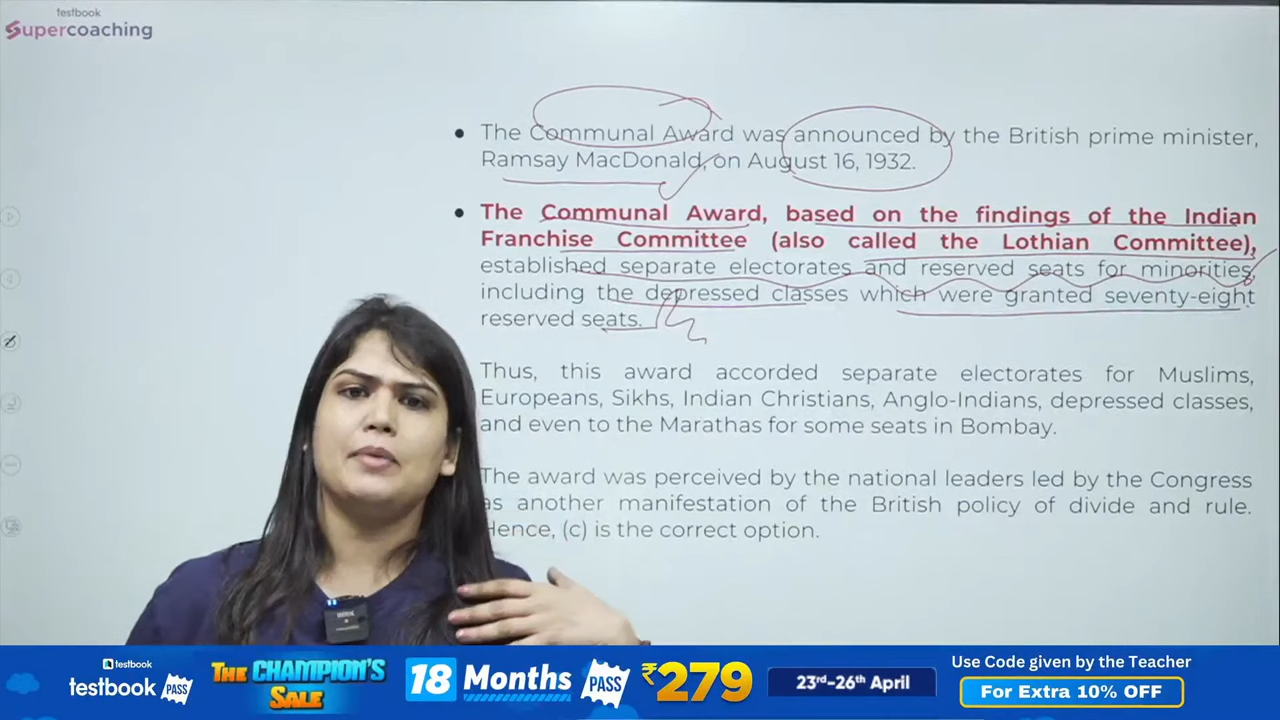 testbook
Supercoaching
• The Communal Award was announced by the British prime minister,
Ramsay MacDonald, on August 16, 1932.
• The Communal Award, based on the findings of the Indian
Franchise Committee (also called the Lothian Committee),
established separate electorates and reserved seats for minorities,
including the depressed classes which were granted seventy-eight
reserved seats.
Thus, this award accorded separate electorates for Muslims,
Europeans, Sikhs, Indian Christians, Anglo-Indians, depressed classes,
and even to the Marathas for some seats in Bombay.
The award was perceived by the national leaders led by the Congress
as another manifestation of the British policy of divide and rule.
Hence, (c) is the correct option.
testbook
testbook PASS
THE CHAMPION'S
SALE
18 Months PASS ₹279
23rd-26th April
Use Code given by the Teacher
For Extra 10% OFF